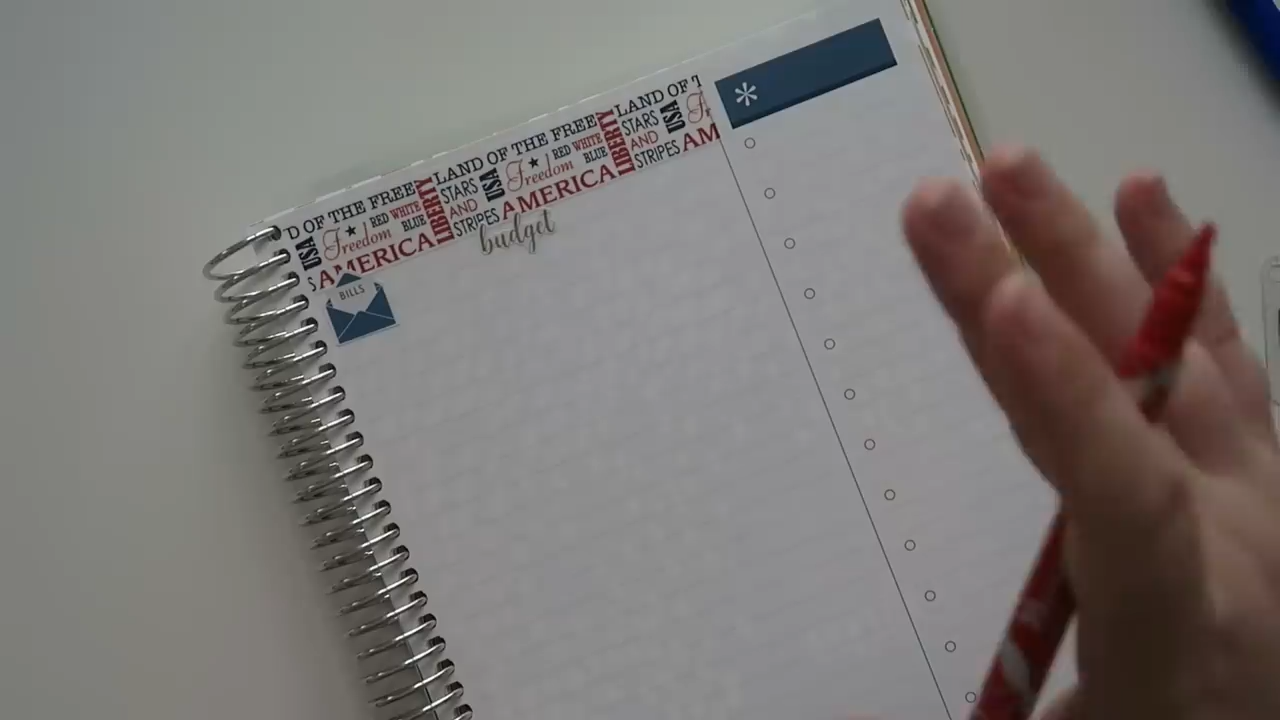 D OF THE FREE LAND OF THE FREE LAND OF T
USA Freedom RED WHITE BLUE LIBERTY STARS AND STRIPES USA Freedom RED WHITE BLUE LIBERTY STARS AND STRIPES USA F
S AMERICA AMERICA AM
budget
BILLS
*